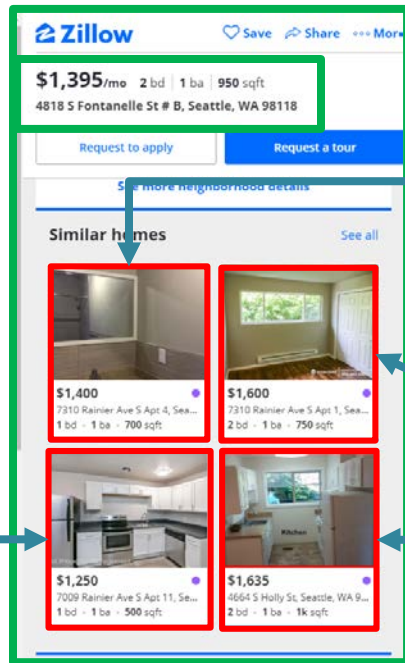 Zillow
Save Share Mor
$1,395/mo 2 bd | 1 ba | 950 sqft
4818 S Fontanelle St # B, Seattle, WA 98118
Request to apply Request a tour
See more neighborhood details
Similar homes See all
$1,400
7310 Rainier Ave S Apt 4, Sea...
1 bd · 1 ba · 700 sqft
$1,600
7310 Rainier Ave S Apt 1, Sea...
2 bd · 1 ba · 750 sqft
Kitchen
$1,250
7009 Rainier Ave S Apt 11, Se...
1 bd · 1 ba · 500 sqft
$1,635
4664 S Holly St, Seattle, WA 9...
2 bd · 1 ba · 1k sqft